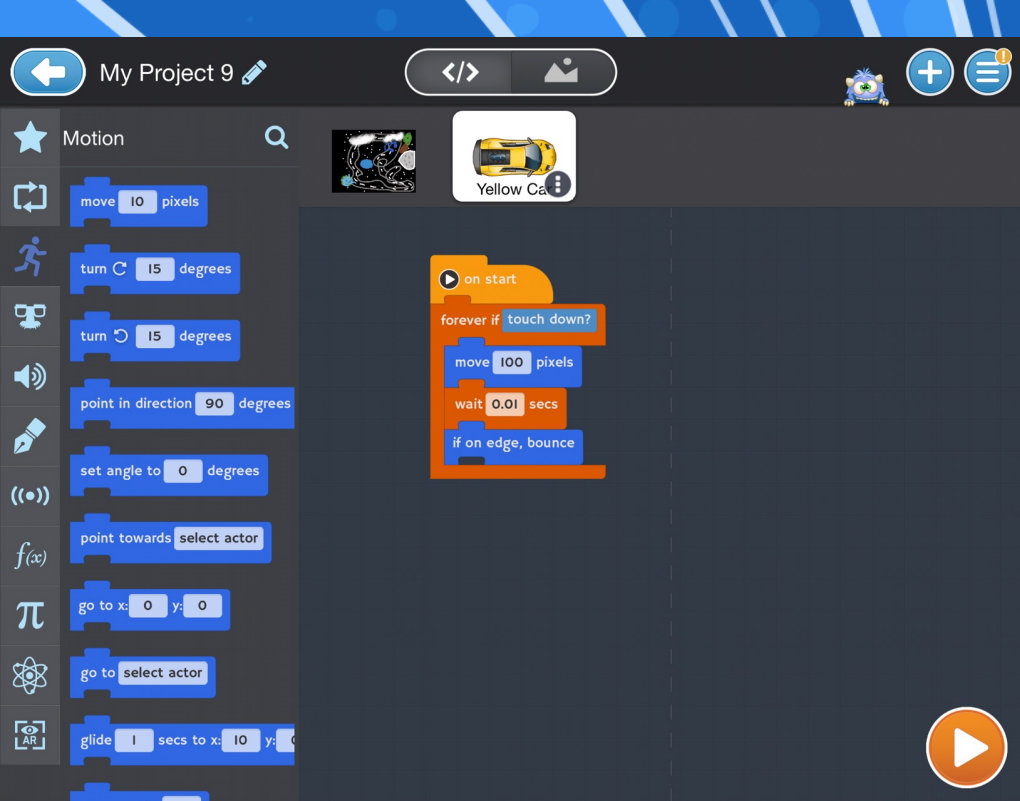 My Project 9
</>
!
Motion
Yellow Ca
move 10 pixels
turn 15 degrees
turn 15 degrees
point in direction 90 degrees
set angle to 0 degrees
point towards select actor
go to x: 0 y: 0
go to select actor
glide 1 secs to x: 10 y:
f(x)
π
AR
on start
forever if touch down?
move 100 pixels
wait 0.01 secs
if on edge, bounce